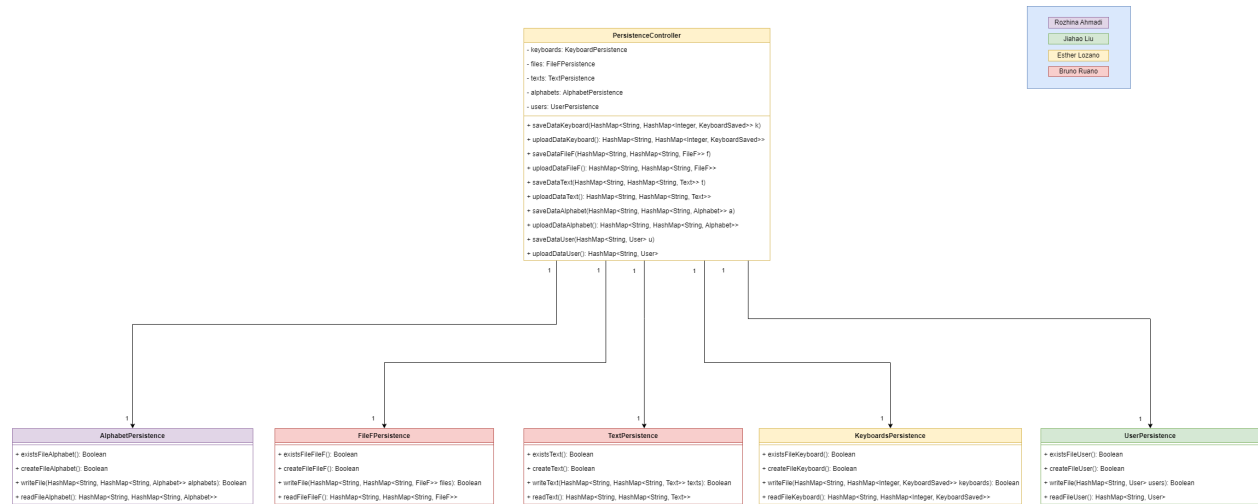 Rozhina Ahmadi
Jiahao Liu
Esther Lozano
Bruno Ruano
PersistenceController
- keyboards: KeyboardPersistence
- files: FileFPersistence
- texts: TextPersistence
- alphabets: AlphabetPersistence
- users: UserPersistence
+ saveDataKeyboard(HashMap<String, HashMap<Integer, KeyboardSaved>> k)
+ uploadDataKeyboard(): HashMap<String, HashMap<Integer, KeyboardSaved>>
+ saveDataFileF(HashMap<String, HashMap<String, FileF>> f)
+ uploadDataFileF(): HashMap<String, HashMap<String, FileF>>
+ saveDataText(HashMap<String, HashMap<String, Text>> t)
+ uploadDataText(): HashMap<String, HashMap<String, Text>>
+ saveDataAlphabet(HashMap<String, HashMap<String, Alphabet>> a)
+ uploadDataAlphabet(): HashMap<String, HashMap<String, Alphabet>>
+ saveDataUser(HashMap<String, User> u)
+ uploadDataUser(): HashMap<String, User>
1
1
1
1
1
1
1
1
1
1
AlphabetPersistence
+ existsFileAlphabet(): Boolean
+ createFileAlphabet(): Boolean
+ writeFile(HashMap<String, HashMap<String, Alphabet>> alphabets): Boolean
+ readFileAlphabet(): HashMap<String, HashMap<String, Alphabet>>
FileFPersistence
+ existsFileFileF(): Boolean
+ createFileFileF(): Boolean
+ writeFile(HashMap<String, HashMap<String, FileF>> files): Boolean
+ readFileFileF(): HashMap<String, HashMap<String, FileF>>
TextPersistence
+ existsText(): Boolean
+ createText(): Boolean
+ writeText(HashMap<String, HashMap<String, Text>> texts): Boolean
+ readText(): HashMap<String, HashMap<String, Text>>
KeyboardsPersistence
+ existsFileKeyboard(): Boolean
+ createFileKeyboard(): Boolean
+ writeFile(HashMap<String, HashMap<Integer, KeyboardSaved>> keyboards): Boolean
+ readFileKeyboard(): HashMap<String, HashMap<Integer, KeyboardSaved>>
UserPersistence
+ existsFileUser(): Boolean
+ createFileUser(): Boolean
+ writeFile(HashMap<String, User> users): Boolean
+ readFileUser(): HashMap<String, User>